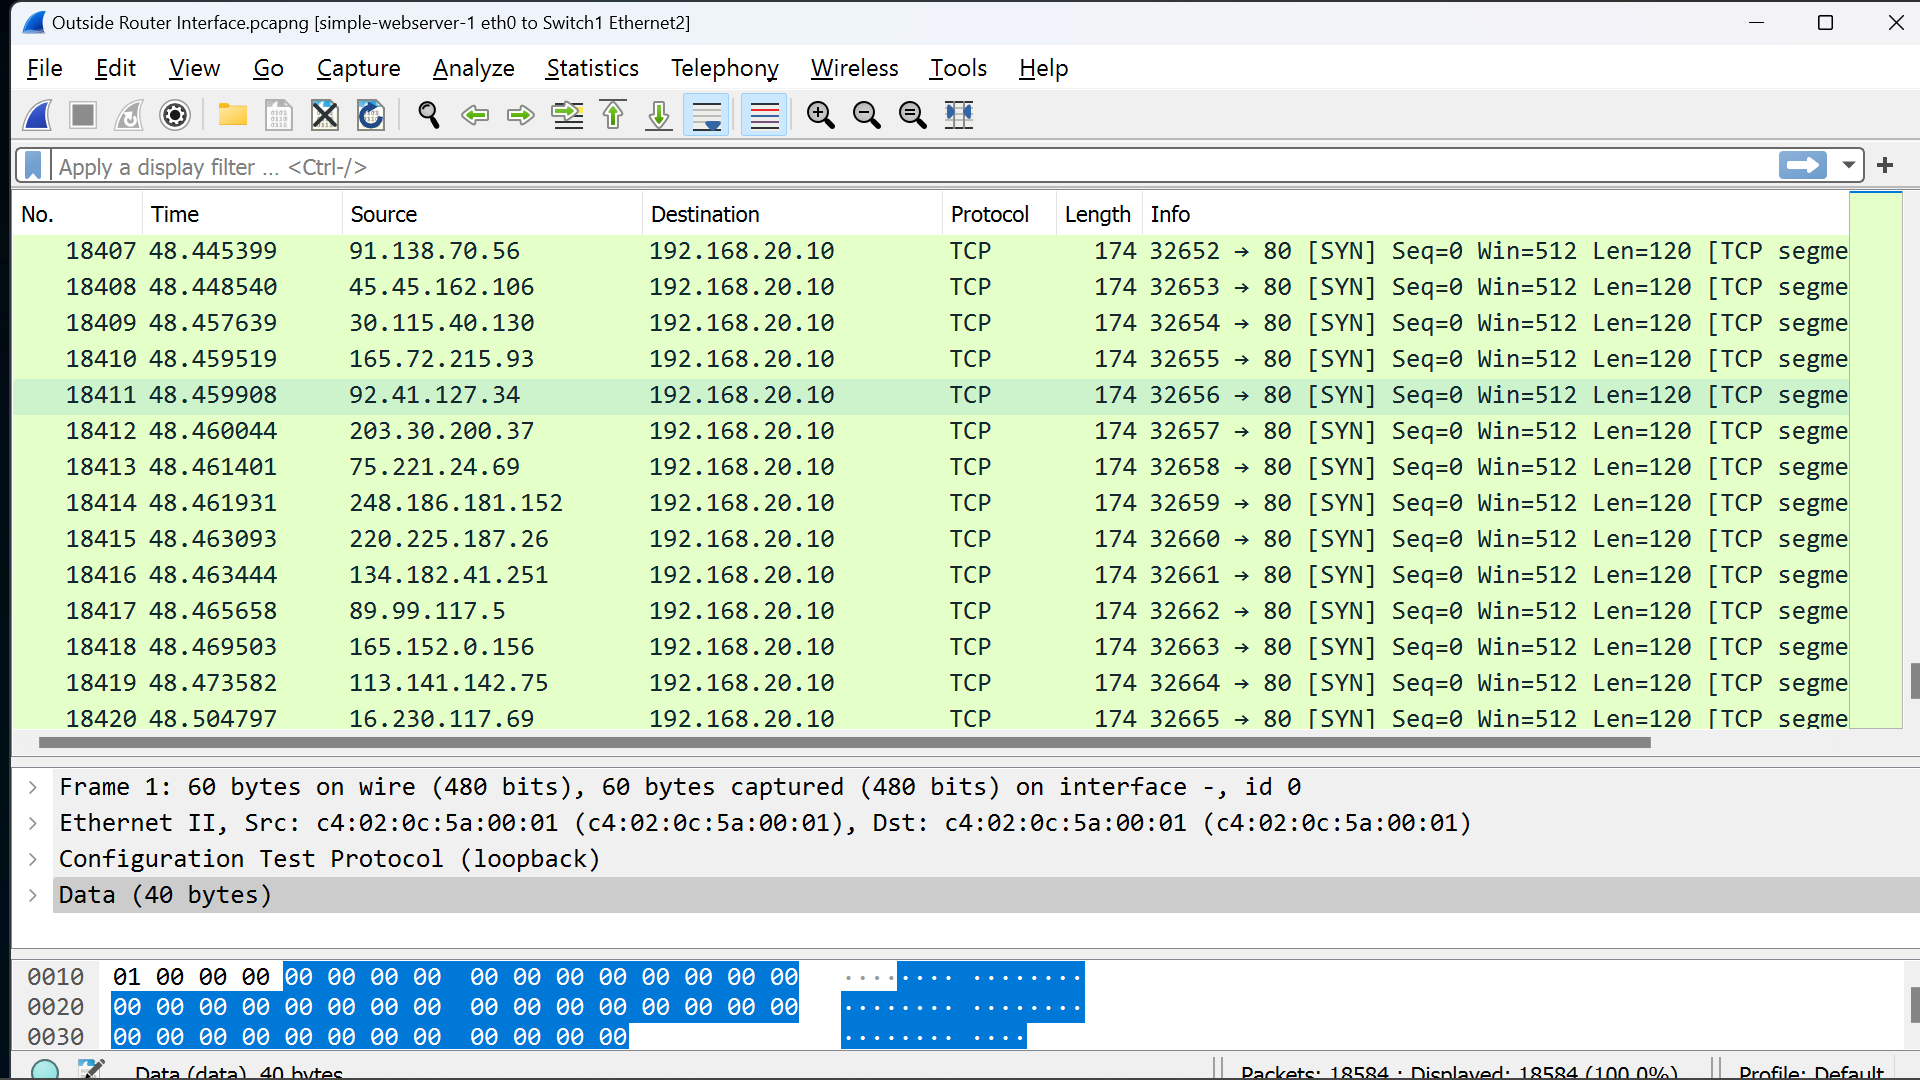 Outside Router Interface.pcapng [simple-webserver-1 eth0 to Switch1 Ethernet2]
File Edit View Go Capture Analyze Statistics Telephony Wireless Tools Help
Apply a display filter ... <Ctrl-/>
No. Time Source Destination Protocol Length Info
18407 48.445399 91.138.70.56 192.168.20.10 TCP 174 32652 → 80 [SYN] Seq=0 Win=512 Len=120 [TCP segme
18408 48.448540 45.45.162.106 192.168.20.10 TCP 174 32653 → 80 [SYN] Seq=0 Win=512 Len=120 [TCP segme
18409 48.457639 30.115.40.130 192.168.20.10 TCP 174 32654 → 80 [SYN] Seq=0 Win=512 Len=120 [TCP segme
18410 48.459519 165.72.215.93 192.168.20.10 TCP 174 32655 → 80 [SYN] Seq=0 Win=512 Len=120 [TCP segme
18411 48.459908 92.41.127.34 192.168.20.10 TCP 174 32656 → 80 [SYN] Seq=0 Win=512 Len=120 [TCP segme
18412 48.460044 203.30.200.37 192.168.20.10 TCP 174 32657 → 80 [SYN] Seq=0 Win=512 Len=120 [TCP segme
18413 48.461401 75.221.24.69 192.168.20.10 TCP 174 32658 → 80 [SYN] Seq=0 Win=512 Len=120 [TCP segme
18414 48.461931 248.186.181.152 192.168.20.10 TCP 174 32659 → 80 [SYN] Seq=0 Win=512 Len=120 [TCP segme
18415 48.463093 220.225.187.26 192.168.20.10 TCP 174 32660 → 80 [SYN] Seq=0 Win=512 Len=120 [TCP segme
18416 48.463444 134.182.41.251 192.168.20.10 TCP 174 32661 → 80 [SYN] Seq=0 Win=512 Len=120 [TCP segme
18417 48.465658 89.99.117.5 192.168.20.10 TCP 174 32662 → 80 [SYN] Seq=0 Win=512 Len=120 [TCP segme
18418 48.469503 165.152.0.156 192.168.20.10 TCP 174 32663 → 80 [SYN] Seq=0 Win=512 Len=120 [TCP segme
18419 48.473582 113.141.142.75 192.168.20.10 TCP 174 32664 → 80 [SYN] Seq=0 Win=512 Len=120 [TCP segme
18420 48.504797 16.230.117.69 192.168.20.10 TCP 174 32665 → 80 [SYN] Seq=0 Win=512 Len=120 [TCP segme
Frame 1: 60 bytes on wire (480 bits), 60 bytes captured (480 bits) on interface -, id 0
Ethernet II, Src: c4:02:0c:5a:00:01 (c4:02:0c:5a:00:01), Dst: c4:02:0c:5a:00:01 (c4:02:0c:5a:00:01)
Configuration Test Protocol (loopback)
Data (40 bytes)
0010 01 00 00 00 00 00 00 00 00 00 00 00 00 00 00 00 ········ ········
0020 00 00 00 00 00 00 00 00 00 00 00 00 00 00 00 00 ········ ········
0030 00 00 00 00 00 00 00 00 00 00 00 00 ········ ····
Data (data), 40 bytes Packets: 18584 · Displayed: 18584 (100.0%) Profile: Default